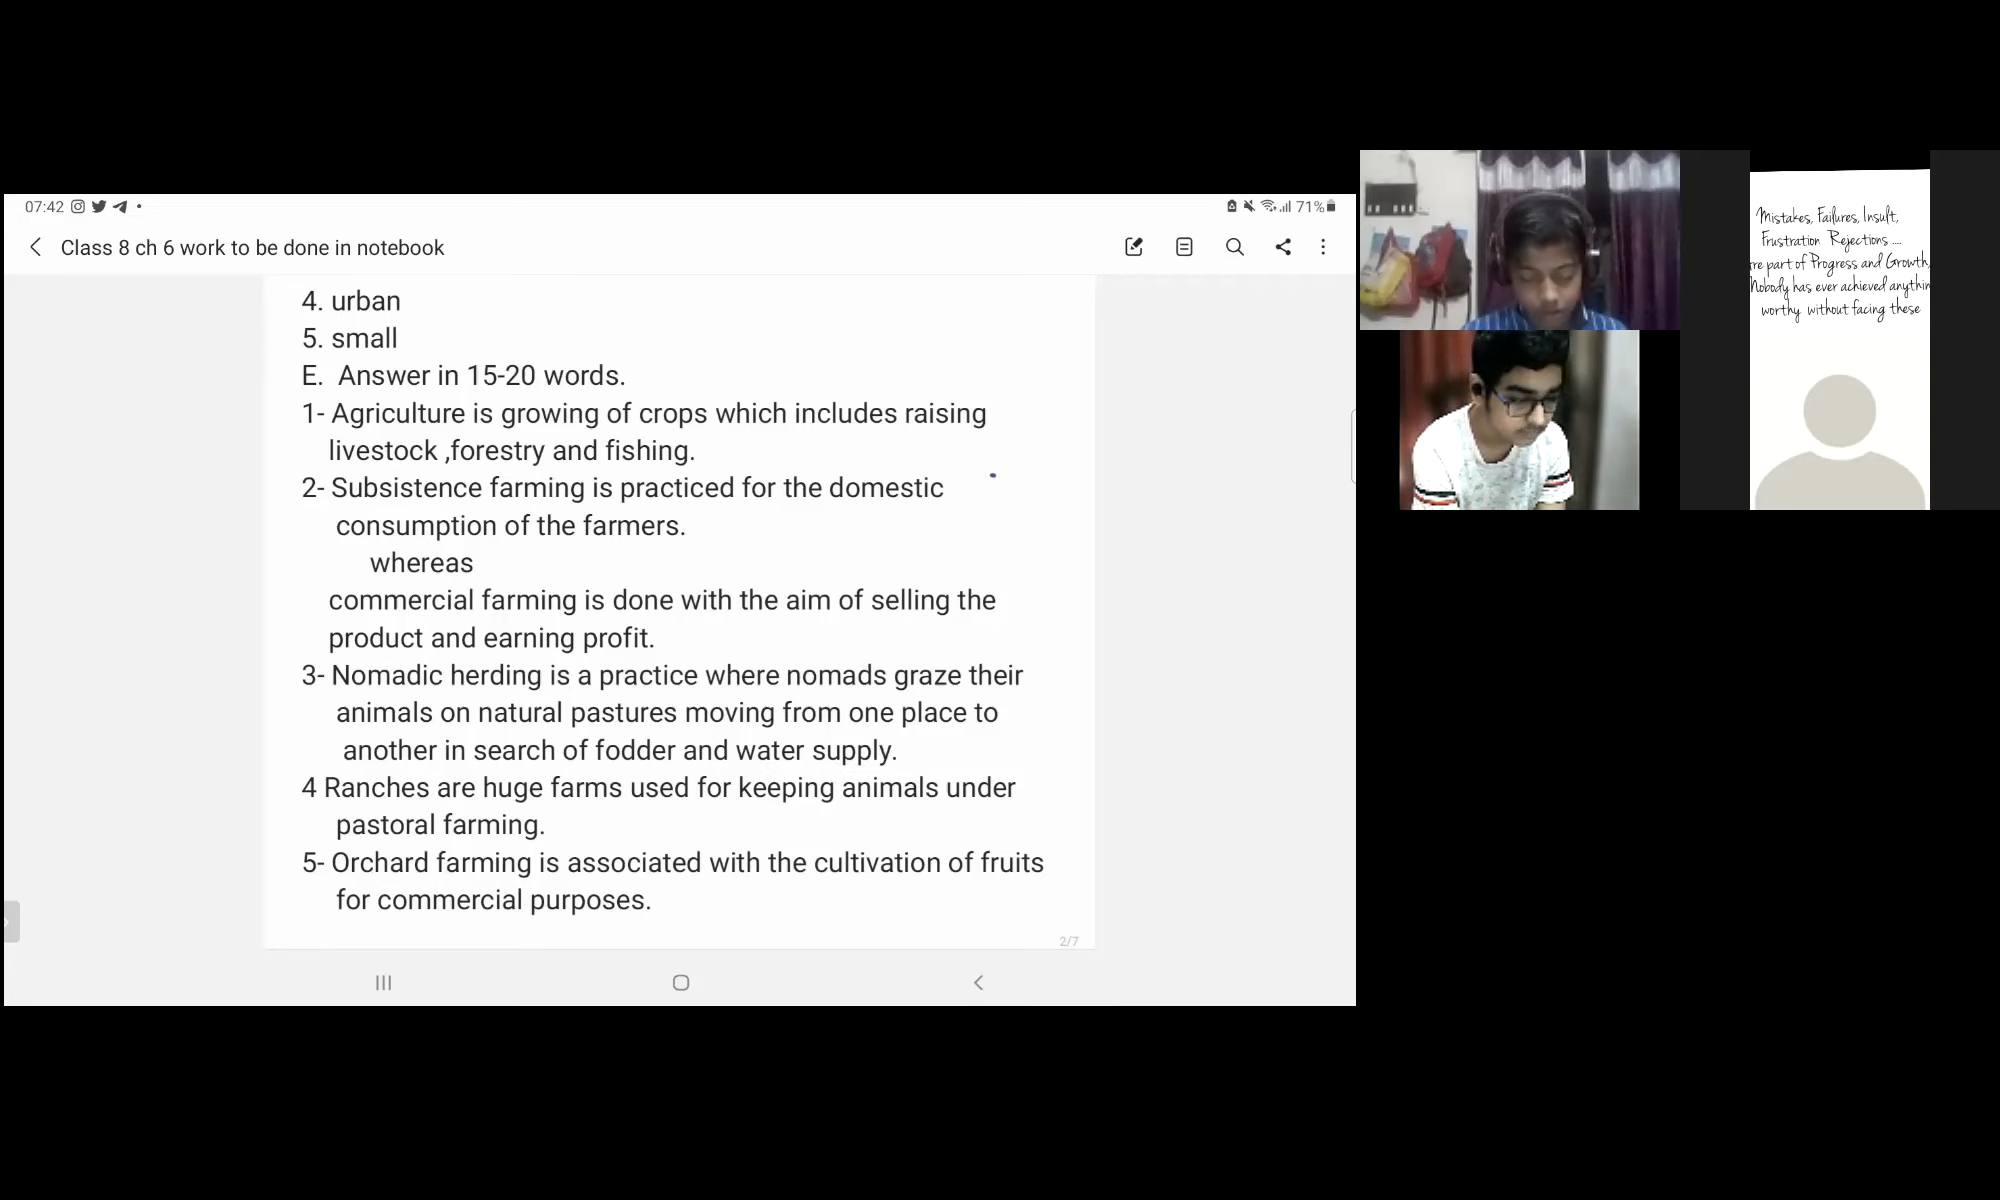 07:42
71%
Class 8 ch 6 work to be done in notebook
4. urban
5. small
E. Answer in 15-20 words.
1- Agriculture is growing of crops which includes raising
livestock ,forestry and fishing.
2- Subsistence farming is practiced for the domestic
consumption of the farmers.
whereas
commercial farming is done with the aim of selling the
product and earning profit.
3- Nomadic herding is a practice where nomads graze their
animals on natural pastures moving from one place to
another in search of fodder and water supply.
4 Ranches are huge farms used for keeping animals under
pastoral farming.
5- Orchard farming is associated with the cultivation of fruits
for commercial purposes.
2/7
Mistakes, Failures, Insult,
Frustration Rejections ....
re part of Progress and Growth,
Nobody has ever achieved anythin
worthy without facing these